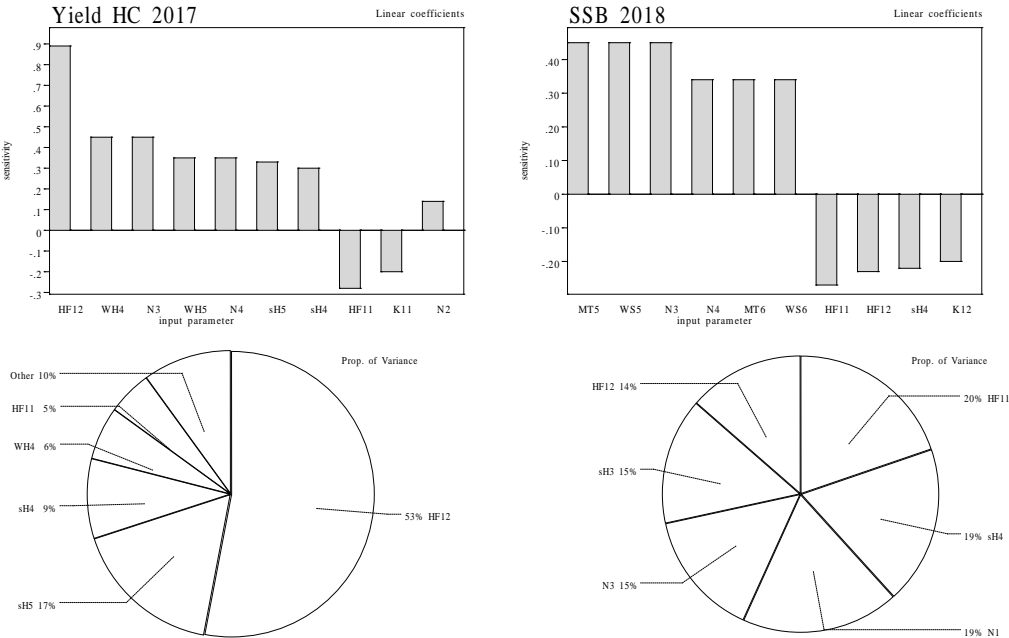 Yield HC 2017
Linear coefficients
.9
.8
.7
.6
.5
.4
.3
.2
.1
0
-.1
-.2
-.3
sensitivity
HF12 WH4 N3 WH5 N4 sH5 sH4 HF11 K11 N2
input parameter
SSB 2018
Linear coefficients
.40
.30
.20
.10
0
-.10
-.20
sensitivity
MT5 WS5 N3 N4 MT6 WS6 HF11 HF12 sH4 K12
input parameter
Prop. of Variance
Other 10%
HF11 5%
WH4 6%
sH4 9%
53% HF12
sH5 17%
Prop. of Variance
HF12 14%
20% HF11
sH3 15%
19% sH4
N3 15%
19% N1